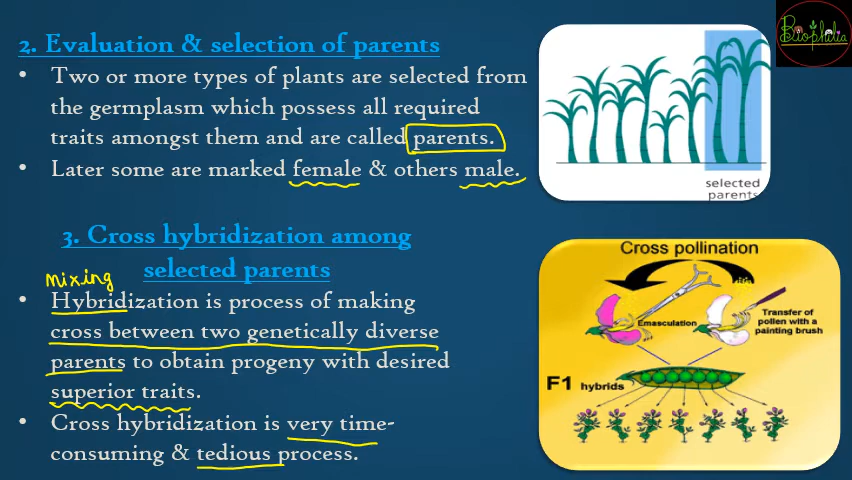 2. Evaluation & selection of parents
• Two or more types of plants are selected from
the germplasm which possess all required
traits amongst them and are called parents.
• Later some are marked female & others male.
selected
parents
Biophilia
3. Cross hybridization among
selected parents
mixing
• Hybridization is process of making
cross between two genetically diverse
parents to obtain progeny with desired
superior traits.
• Cross hybridization is very time-
consuming & tedious process.
Cross pollination
Emasculation
Transfer of
pollen with a
painting brush
F1 hybrids